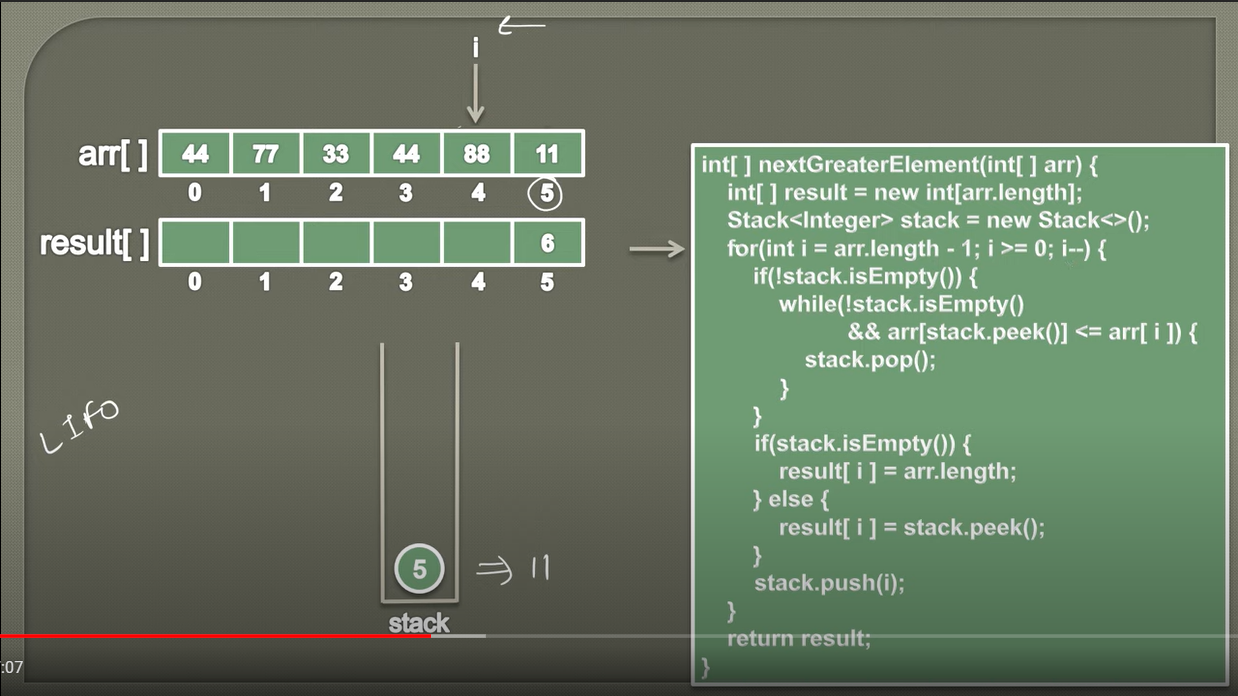 i
arr[ ] 44 77 33 44 88 11
0 1 2 3 4 5
result[ ] 6
0 1 2 3 4 5
LIFO
5 ⇒ 11
stack
:07
int[ ] nextGreaterElement(int[ ] arr) {
int[ ] result = new int[arr.length];
Stack<Integer> stack = new Stack<>();
for(int i = arr.length - 1; i >= 0; i--) {
if(!stack.isEmpty()) {
while(!stack.isEmpty()
&& arr[stack.peek()] <= arr[ i ]) {
stack.pop();
}
}
if(stack.isEmpty()) {
result[ i ] = arr.length;
} else {
result[ i ] = stack.peek();
}
stack.push(i);
}
return result;
}